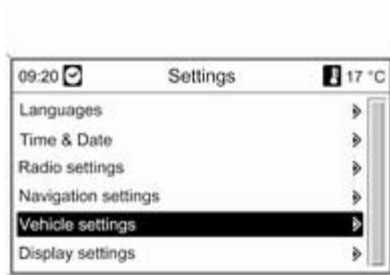 09:20 Settings 17 °C
Languages
Time & Date
Radio settings
Navigation settings
Vehicle settings
Display settings